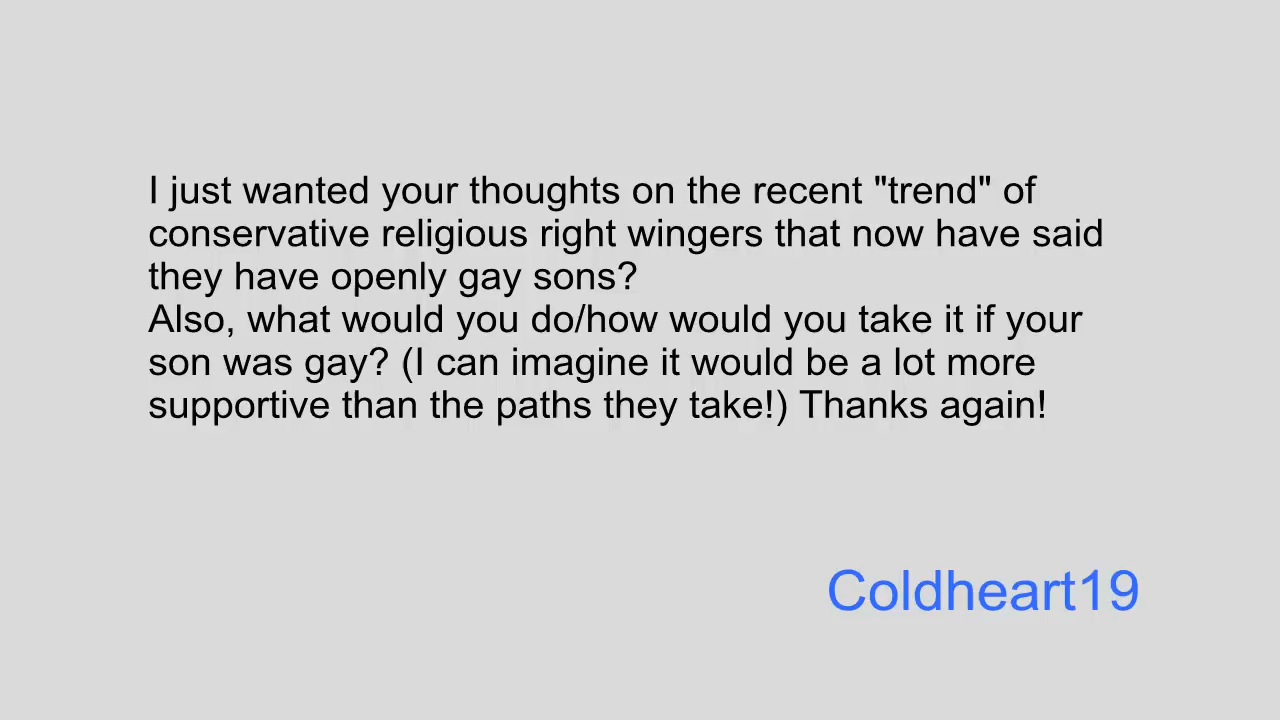 I just wanted your thoughts on the recent "trend" of
conservative religious right wingers that now have said
they have openly gay sons?
Also, what would you do/how would you take it if your
son was gay? (I can imagine it would be a lot more
supportive than the paths they take!) Thanks again!
Coldheart19